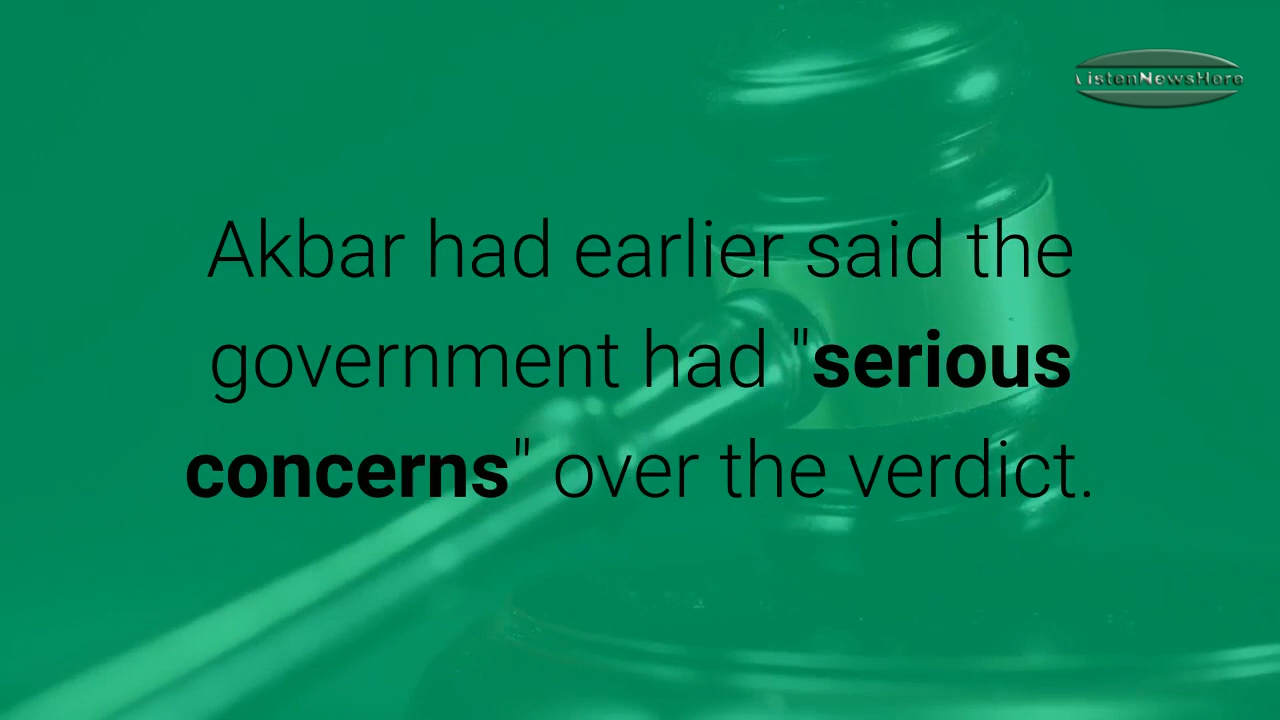 ListenNewsHere
Akbar had earlier said the
government had "serious
concerns" over the verdict.